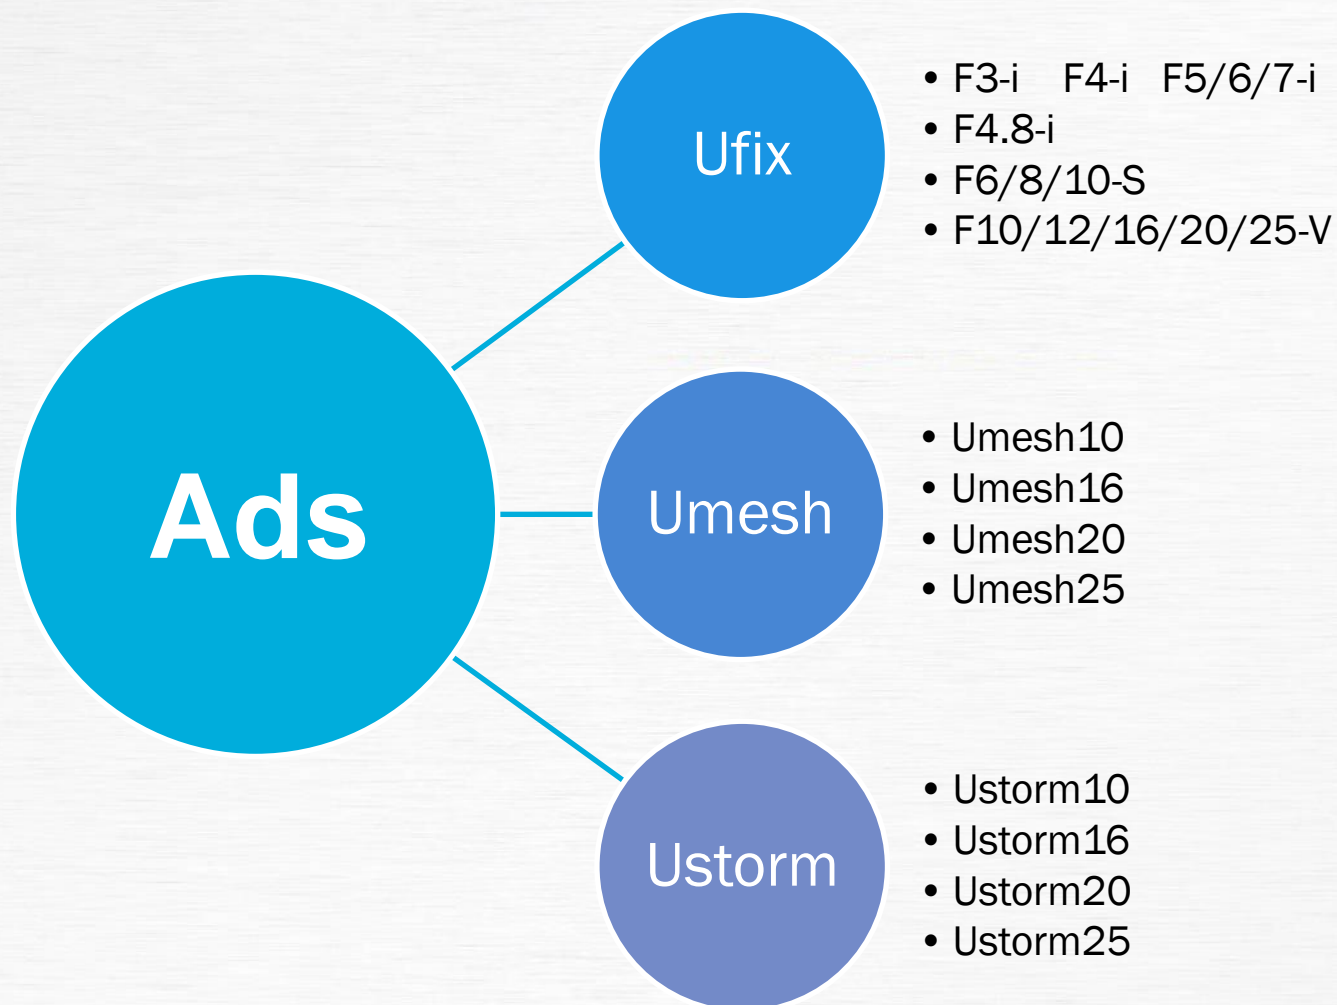 Ads
Ufix
• F3-i F4-i F5/6/7-i
• F4.8-i
• F6/8/10-S
• F10/12/16/20/25-V
Umesh
• Umesh10
• Umesh16
• Umesh20
• Umesh25
Ustorm
• Ustorm10
• Ustorm16
• Ustorm20
• Ustorm25